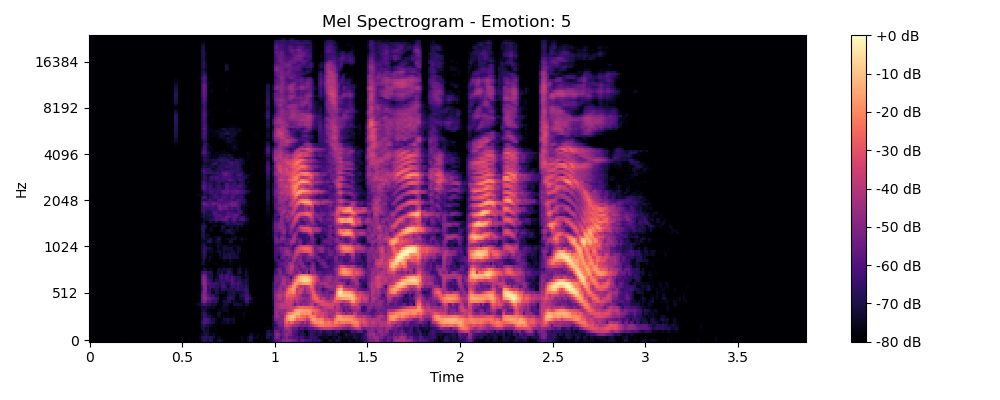 Mel Spectrogram - Emotion: 5
Hz
16384
8192
4096
2048
1024
512
0
0 0.5 1 1.5 2 2.5 3 3.5
Time
+0 dB
-10 dB
-20 dB
-30 dB
-40 dB
-50 dB
-60 dB
-70 dB
-80 dB